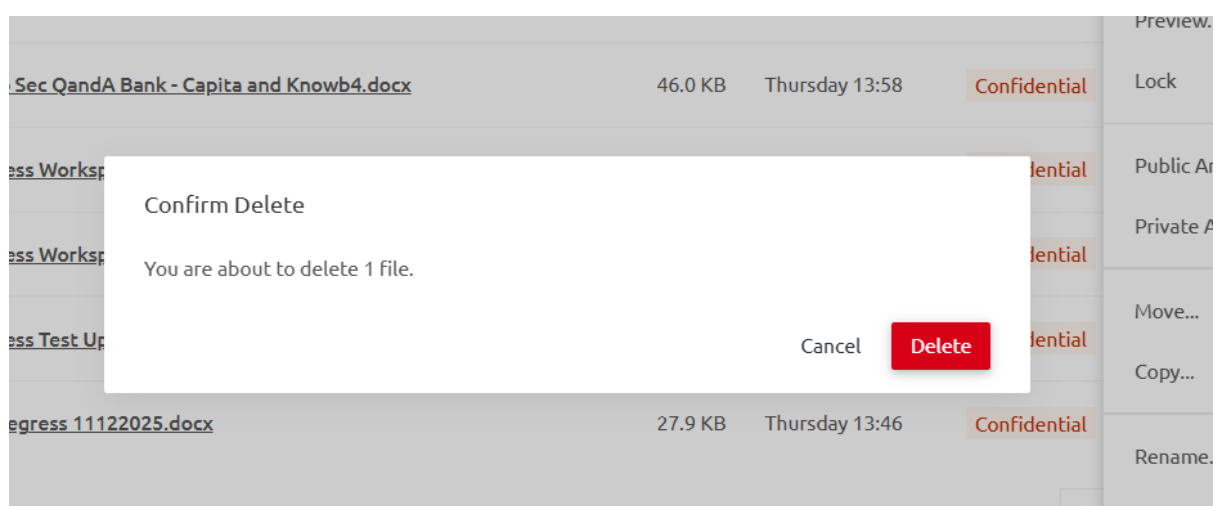 Preview.
Sec QandA Bank - Capita and Knowb4.docx 46.0 KB Thursday 13:58 Confidential
Lock
ess Worksp dential
Public Ar
Confirm Delete
Private A
ess Worksp dential
You are about to delete 1 file.
Move...
ess Test Up dential
Cancel Delete
Copy...
egress 11122025.docx 27.9 KB Thursday 13:46 Confidential
Rename.